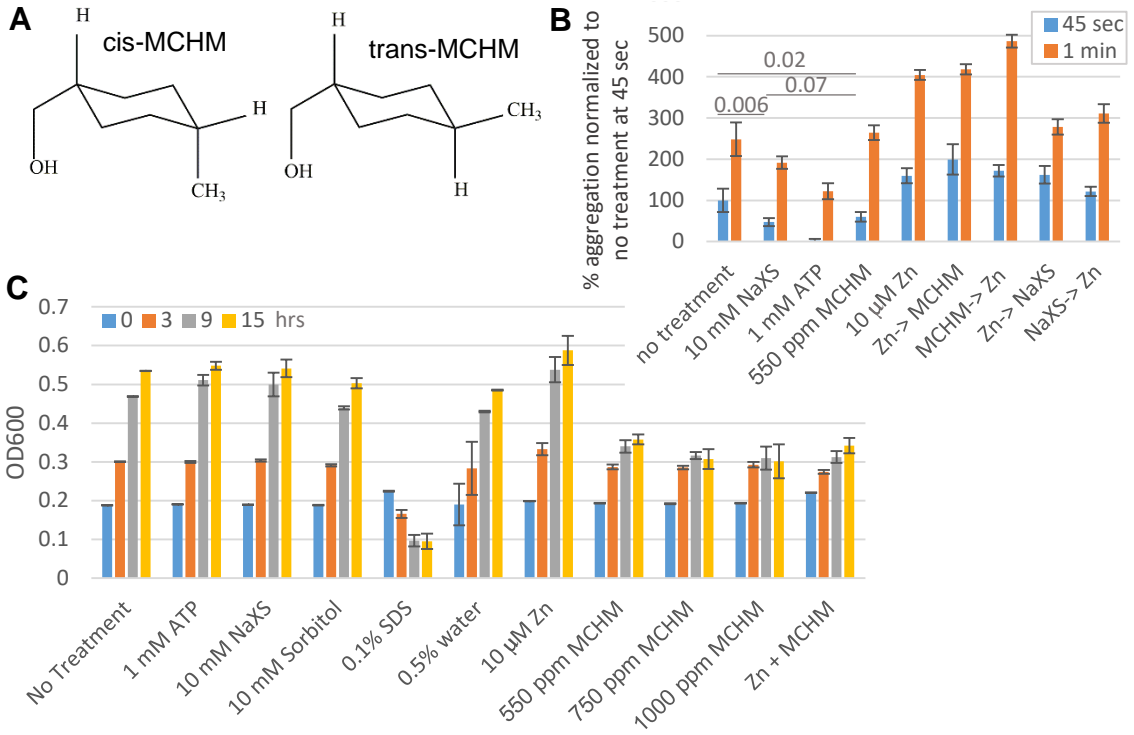 A
H
cis-MCHM
H
OH
CH3
H
trans-MCHM
CH3
OH
H
B
% aggregation normalized to
no treatment at 45 sec
500
400
300
200
100
0
45 sec
1 min
0.02
0.07
0.006
no treatment
10 mM NaXS
1 mM ATP
550 ppm MCHM
10 µM Zn
Zn-> MCHM
MCHM-> Zn
Zn-> NaXS
NaXS-> Zn
C
OD600
0.7
0.6
0.5
0.4
0.3
0.2
0.1
0
0 3 9 15 hrs
No Treatment
1 mM ATP
10 mM NaXS
10 mM Sorbitol
0.1% SDS
0.5% water
10 µM Zn
550 ppm MCHM
750 ppm MCHM
1000 ppm MCHM
Zn + MCHM